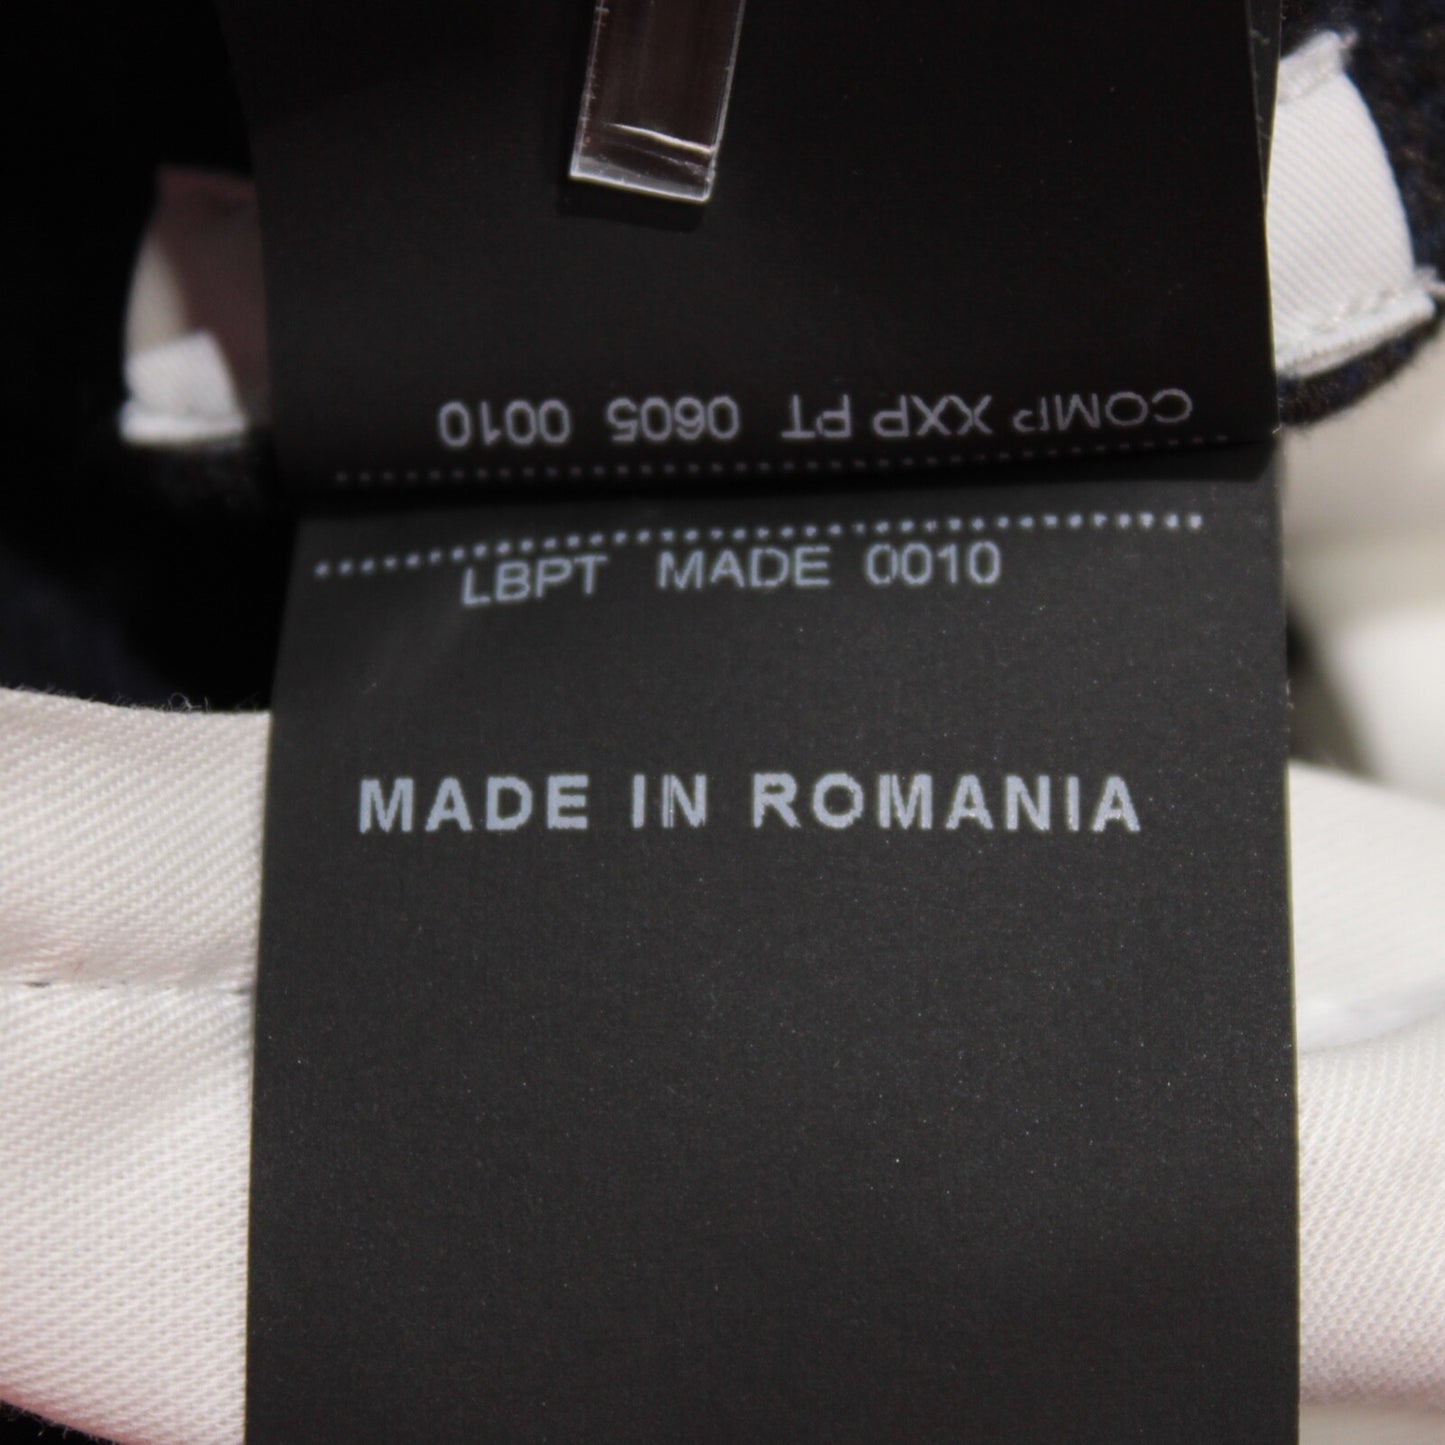 COMP XXP PT 0605 0010
LBPT MADE 0010
MADE IN ROMANIA